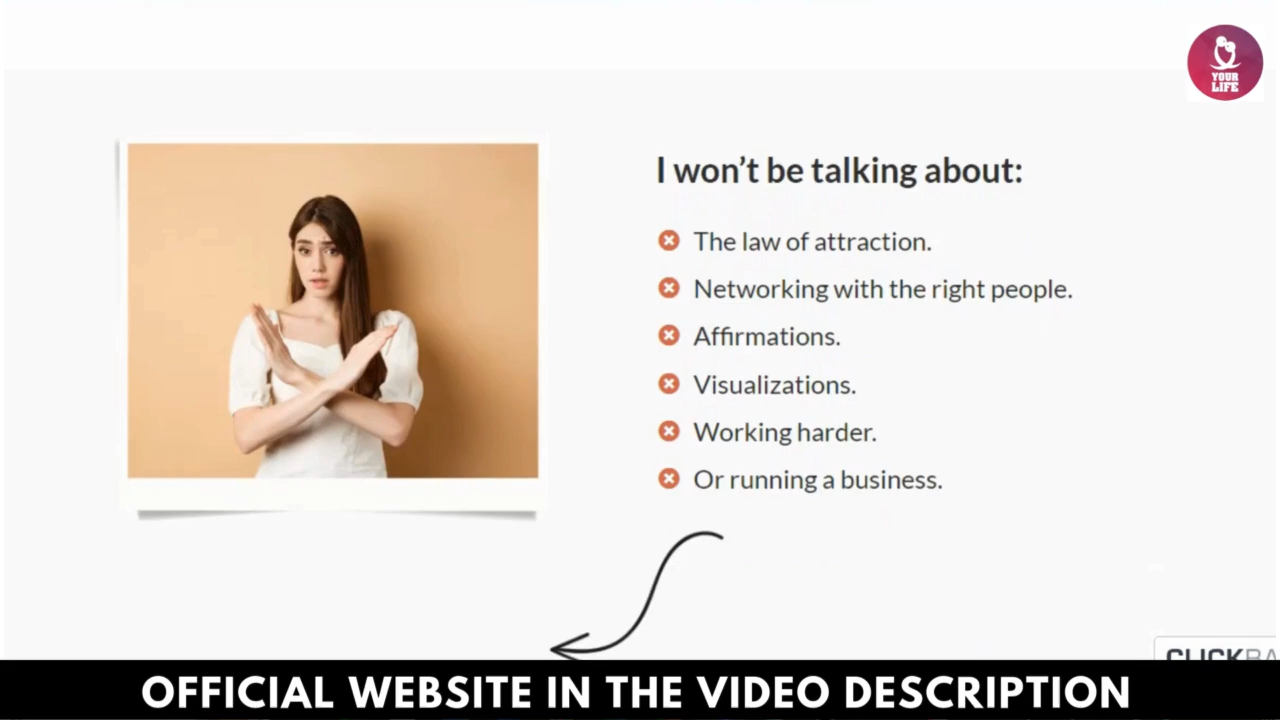 YOUR
LIFE
I won't be talking about:
The law of attraction.
Networking with the right people.
Affirmations.
Visualizations.
Working harder.
Or running a business.
OFFICIAL WEBSITE IN THE VIDEO DESCRIPTION